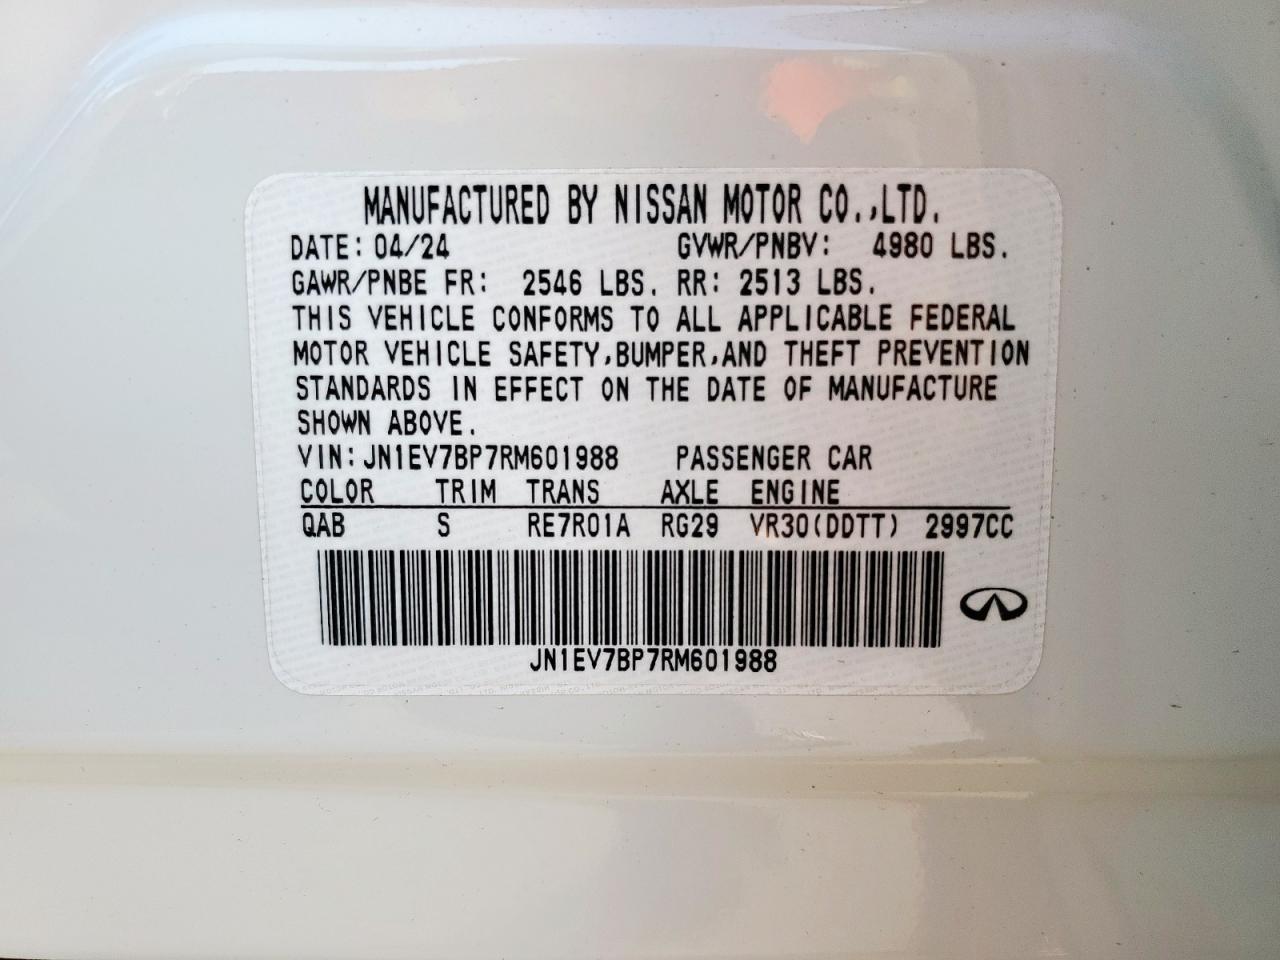 MANUFACTURED BY NISSAN MOTOR CO.,LTD.
DATE: 04/24 GVWR/PNBV: 4980 LBS.
GAWR/PNBE FR: 2546 LBS. RR: 2513 LBS.
THIS VEHICLE CONFORMS TO ALL APPLICABLE FEDERAL
MOTOR VEHICLE SAFETY,BUMPER,AND THEFT PREVENTION
STANDARDS IN EFFECT ON THE DATE OF MANUFACTURE
SHOWN ABOVE.
VIN: JN1EV7BP7RM601988 PASSENGER CAR
COLOR TRIM TRANS AXLE ENGINE
QAB S RE7R01A RG29 VR30(DDTT) 2997CC
JN1EV7BP7RM601988